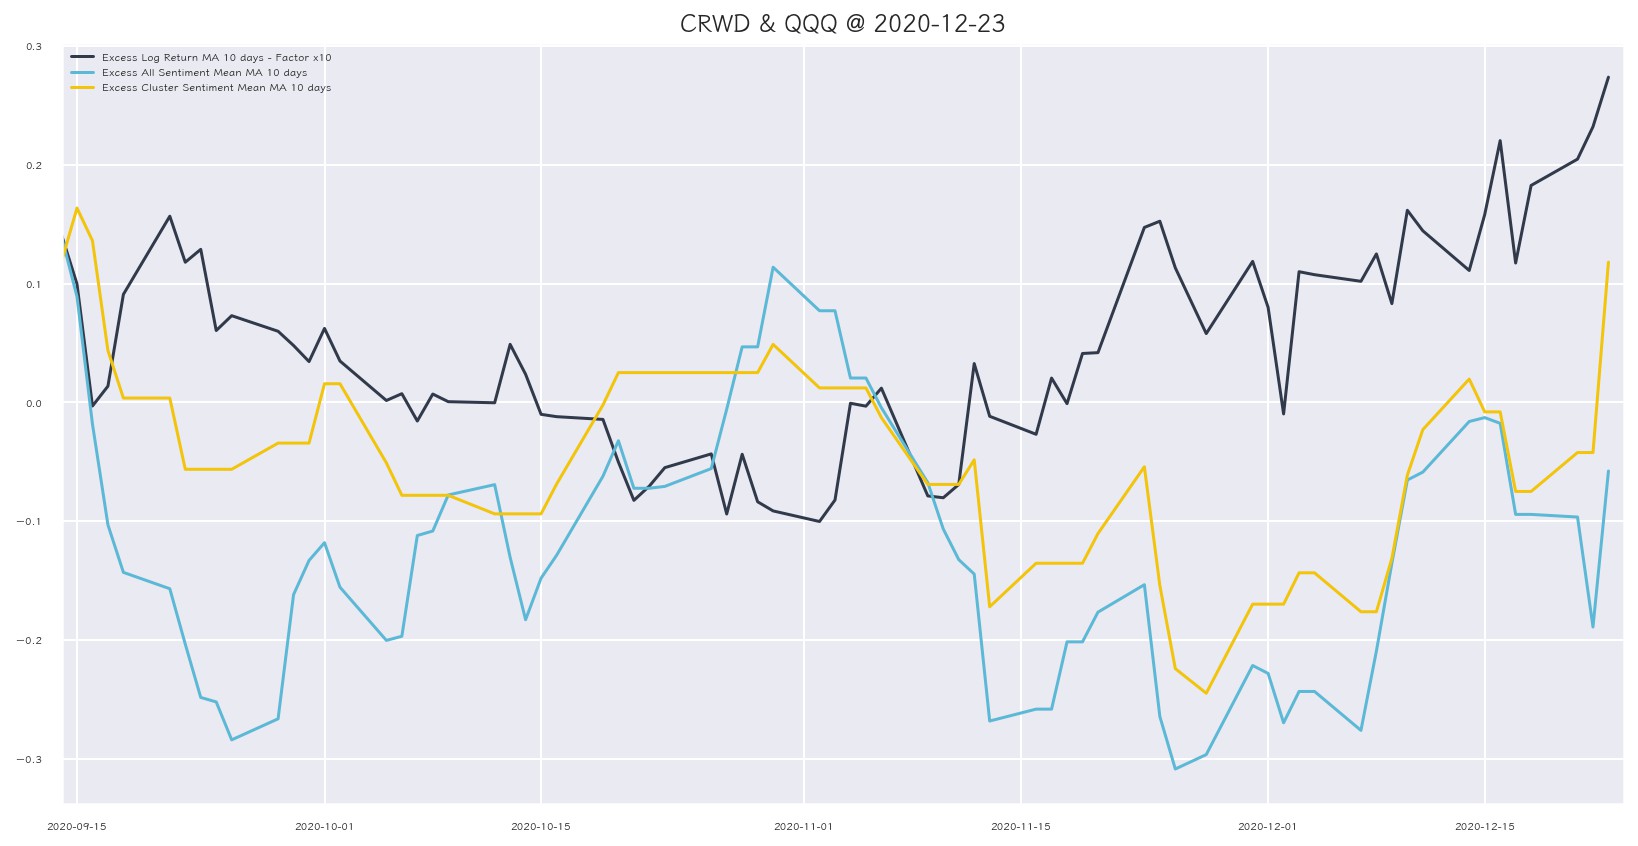 CRWD & QQQ @ 2020-12-23
Excess Log Return MA 10 days - Factor x10
Excess All Sentiment Mean MA 10 days
Excess Cluster Sentiment Mean MA 10 days
0.3
0.2
0.1
0.0
−0.1
−0.2
−0.3
2020-09-15 2020-10-01 2020-10-15 2020-11-01 2020-11-15 2020-12-01 2020-12-15